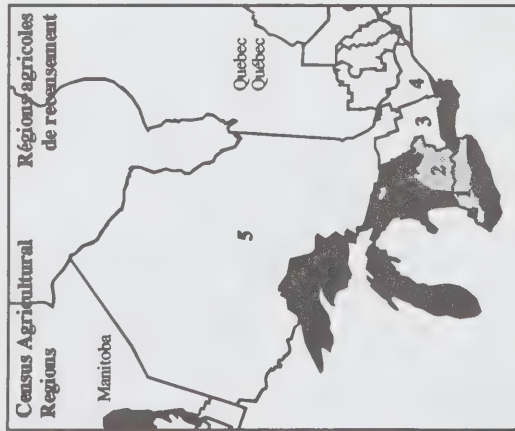 Census Agricultural
Regions
Régions agricoles
de recensement
Manitoba
Quebec
Québec
5
4
3
2